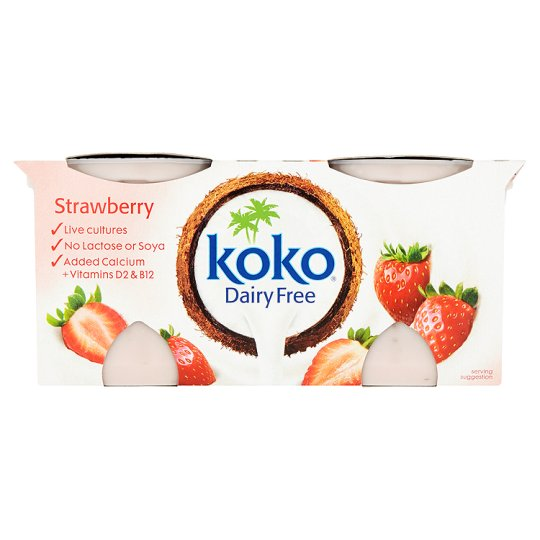 Strawberry
Live cultures
No Lactose or Soya
Added Calcium
+ Vitamins D2 & B12
koko®
Dairy Free
serving
suggestion